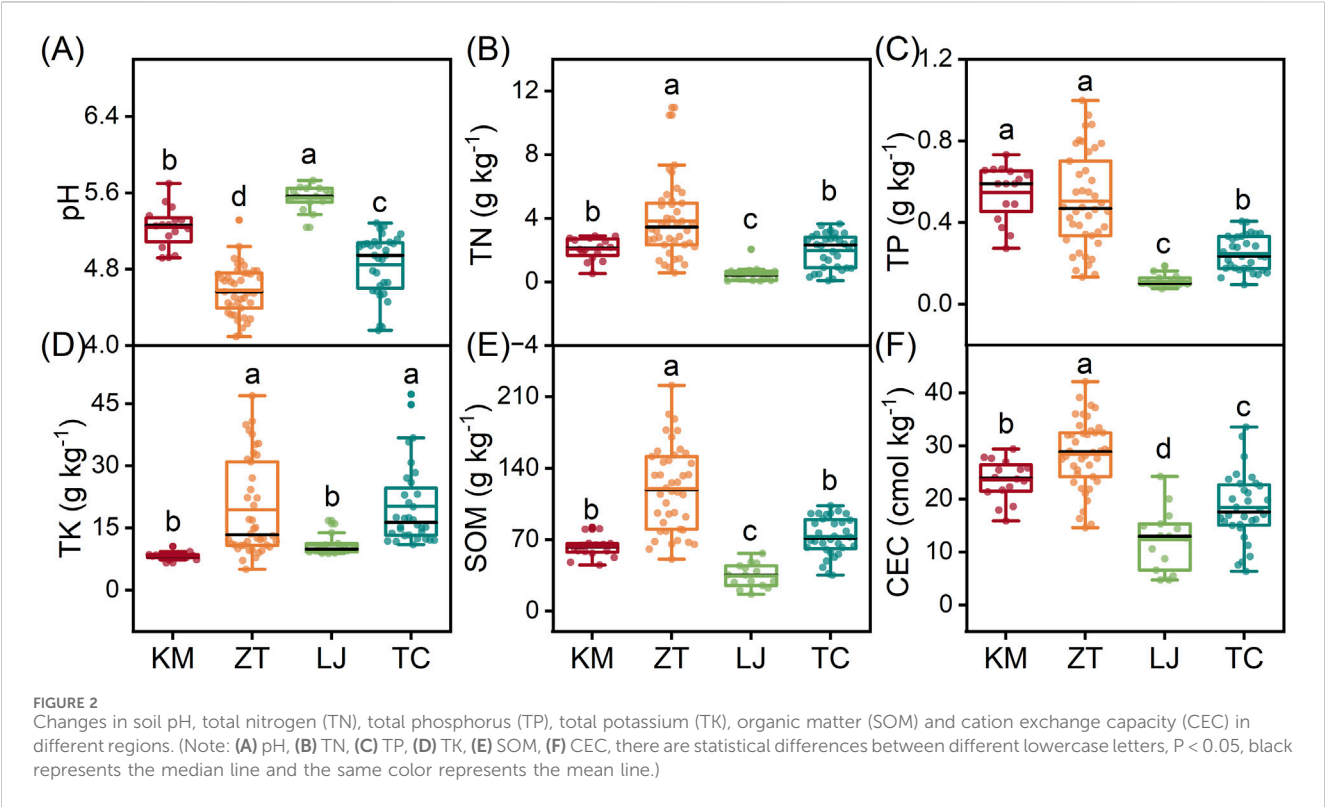 (A)
pH
6.4
5.6
4.8
4.0
b
d
a
c
(B)
TN (g kg⁻¹)
12
8
4
0
−4
b
a
c
b
(C)
TP (g kg⁻¹)
1.2
0.8
0.4
0.0
a
a
c
b
(D)
TK (g kg⁻¹)
45
30
15
0
b
a
b
a
KM ZT LJ TC
(E)
SOM (g kg⁻¹)
210
140
70
0
b
a
c
b
KM ZT LJ TC
(F)
CEC (cmol kg⁻¹)
40
30
20
10
0
b
a
d
c
KM ZT LJ TC
FIGURE 2
Changes in soil pH, total nitrogen (TN), total phosphorus (TP), total potassium (TK), organic matter (SOM) and cation exchange capacity (CEC) in
different regions. (Note: (A) pH, (B) TN, (C) TP, (D) TK, (E) SOM, (F) CEC, there are statistical differences between different lowercase letters, P < 0.05, black
represents the median line and the same color represents the mean line.)